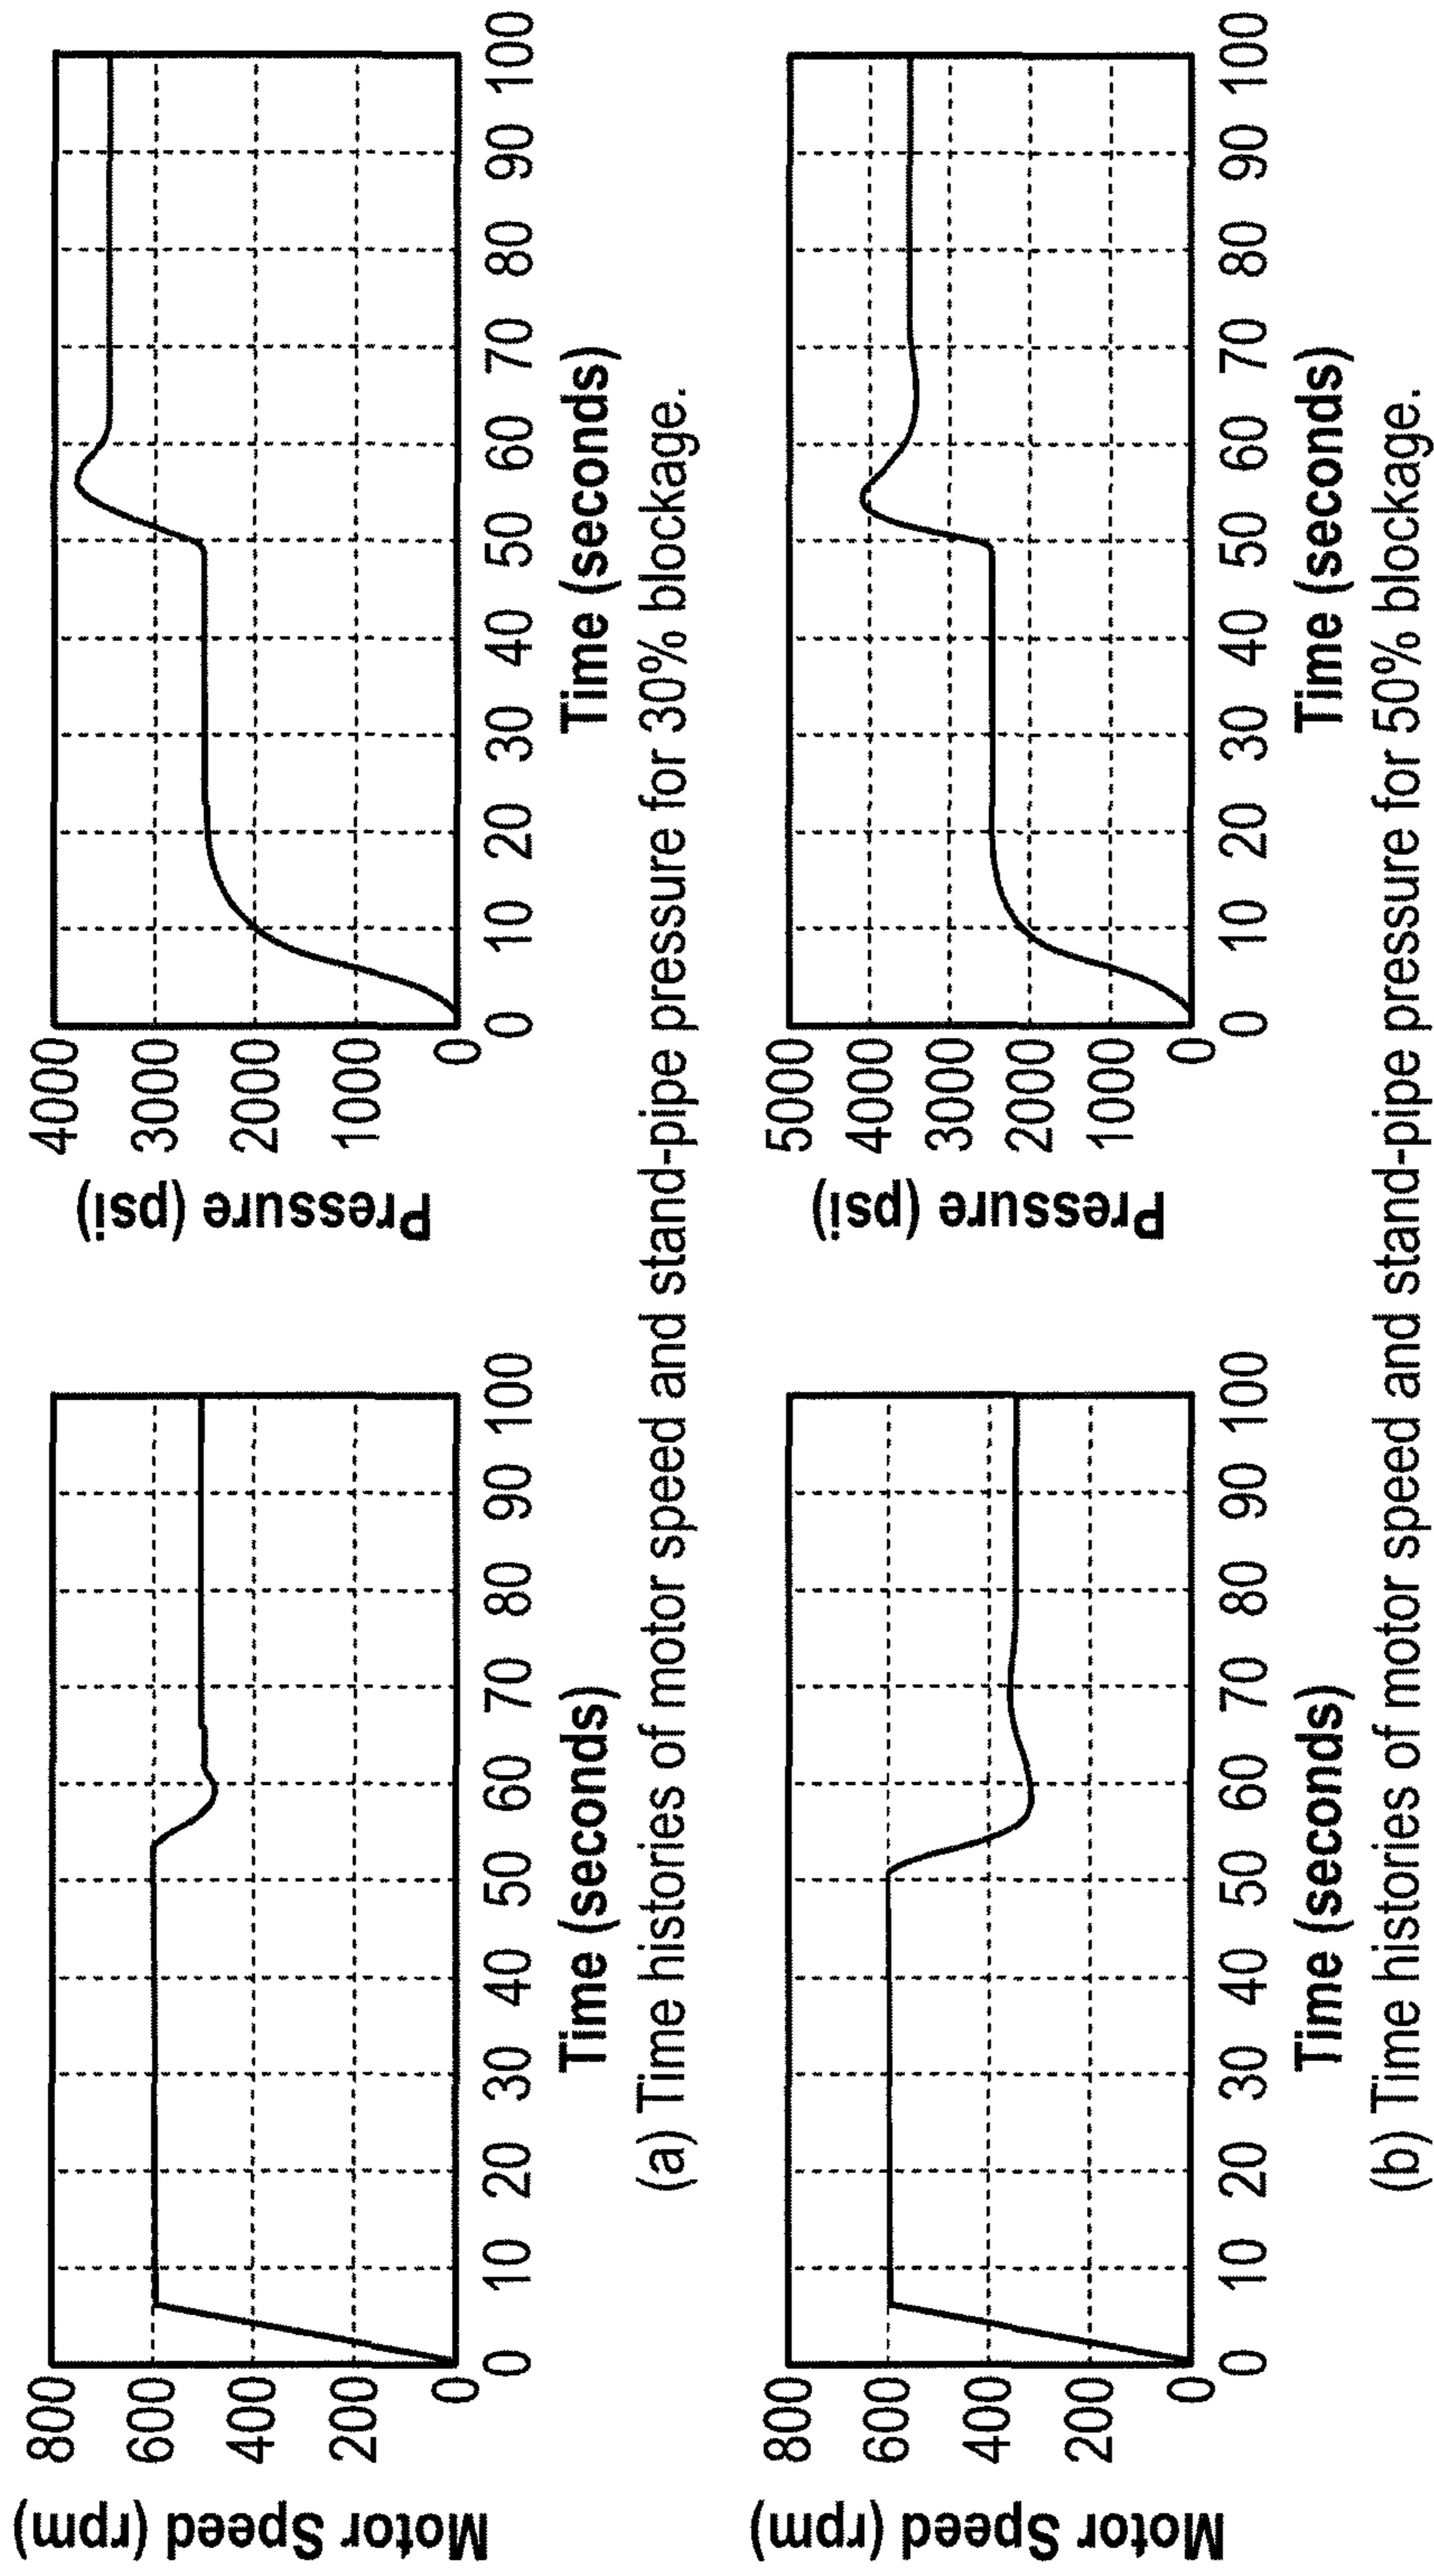 Motor Speed (rpm)
800
600
400
200
0
0 10 20 30 40 50 60 70 80 90 100
Time (seconds)
Pressure (psi)
4000
3000
2000
1000
0
0 10 20 30 40 50 60 70 80 90 100
Time (seconds)
(a) Time histories of motor speed and stand-pipe pressure for 30% blockage.
Motor Speed (rpm)
800
600
400
200
0
0 10 20 30 40 50 60 70 80 90 100
Time (seconds)
Pressure (psi)
5000
4000
3000
2000
1000
0
0 10 20 30 40 50 60 70 80 90 100
Time (seconds)
(b) Time histories of motor speed and stand-pipe pressure for 50% blockage.